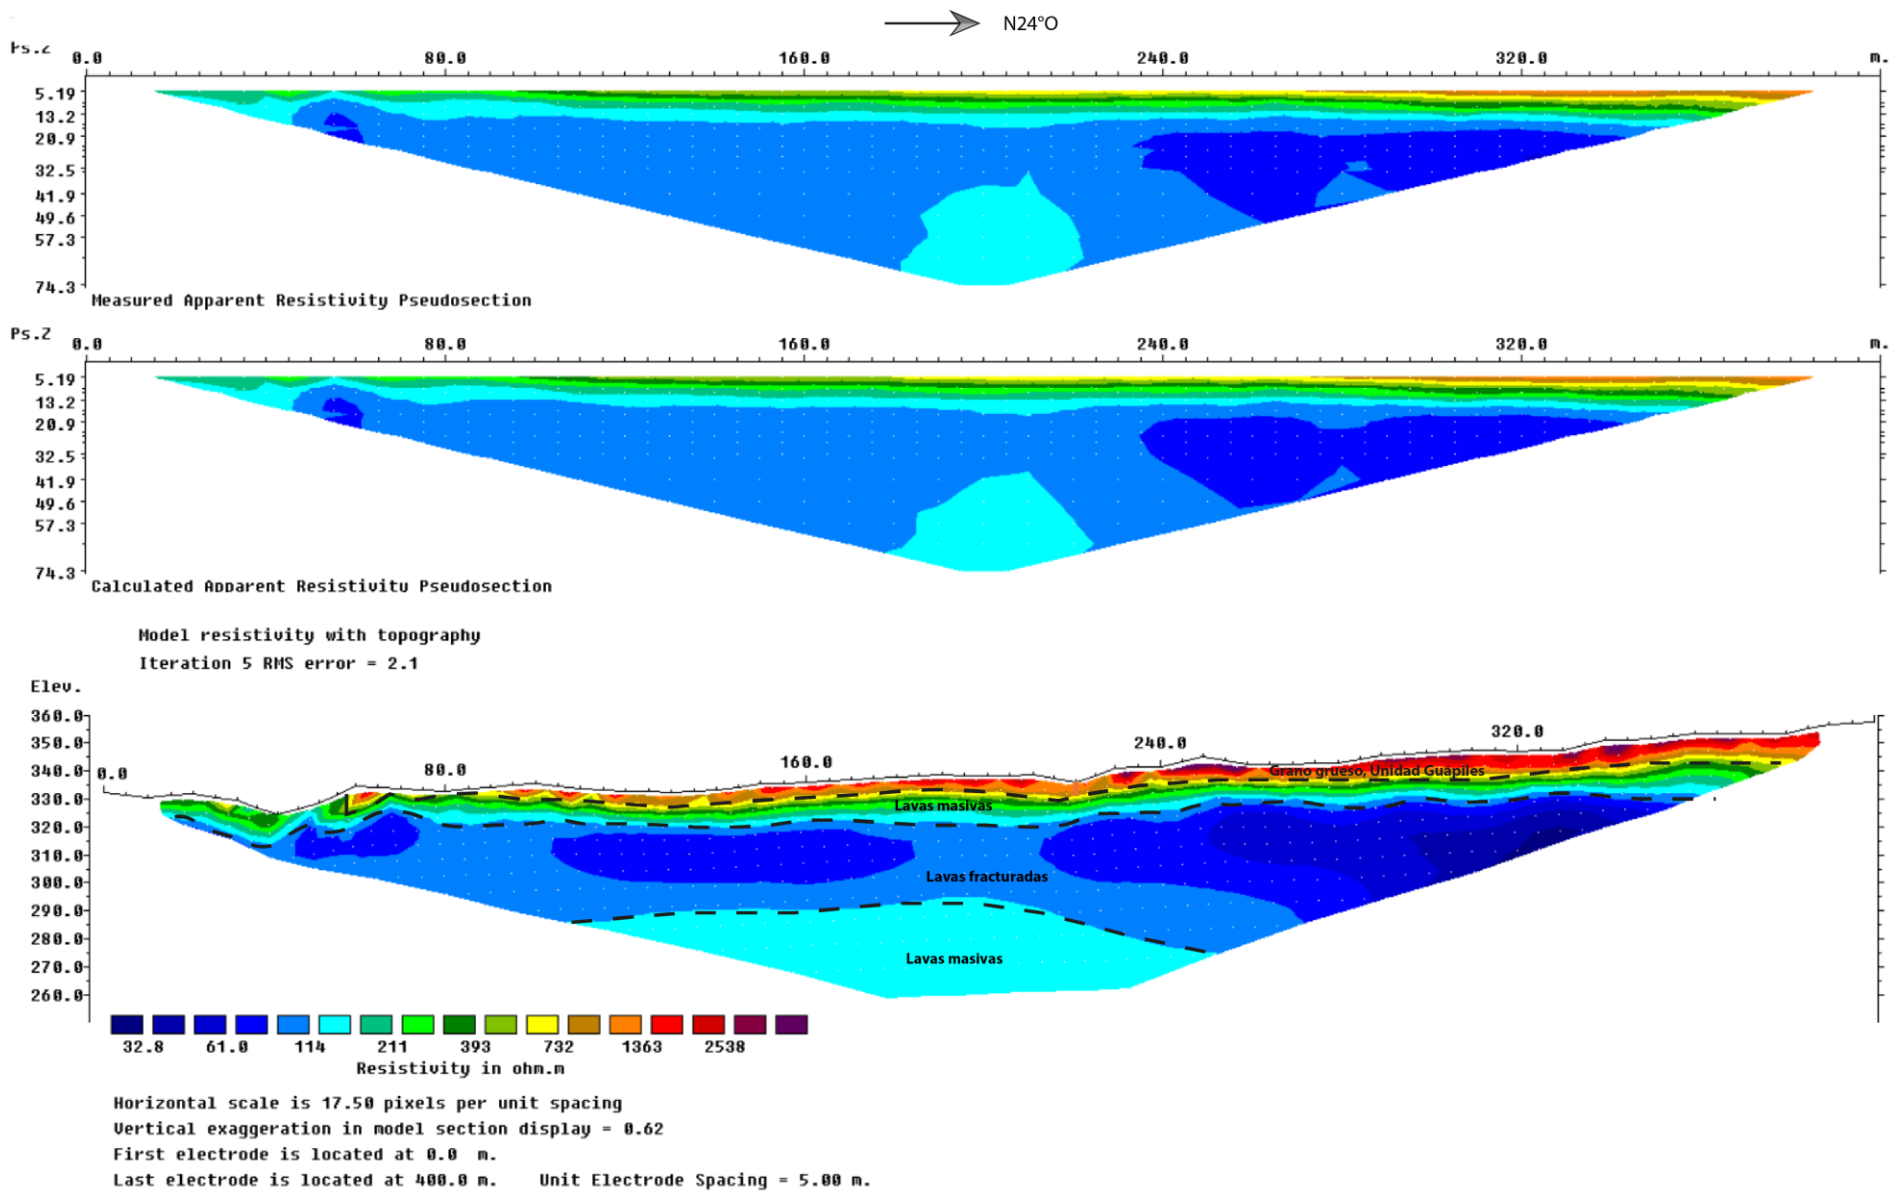 N24°O
Ps.Z
0.0 80.0 160.0 240.0 320.0 m.
5.19
13.2
20.9
32.5
41.9
49.6
57.3
74.3
Measured Apparent Resistivity Pseudosection
Ps.Z
0.0 80.0 160.0 240.0 320.0 m.
5.19
13.2
20.9
32.5
41.9
49.6
57.3
74.3
Calculated Apparent Resistivity Pseudosection
Model resistivity with topography
Iteration 5 RMS error = 2.1
Elev.
360.0
350.0
340.0
330.0
320.0
310.0
300.0
290.0
280.0
270.0
260.0
0.0 80.0 160.0 240.0 320.0
Grano grueso, Unidad Guápiles
Lavas masivas
Lavas fracturadas
Lavas masivas
32.8 61.0 114 211 393 732 1363 2538
Resistivity in ohm.m
Horizontal scale is 17.50 pixels per unit spacing
Vertical exaggeration in model section display = 0.62
First electrode is located at 0.0 m.
Last electrode is located at 400.0 m. Unit Electrode Spacing = 5.00 m.